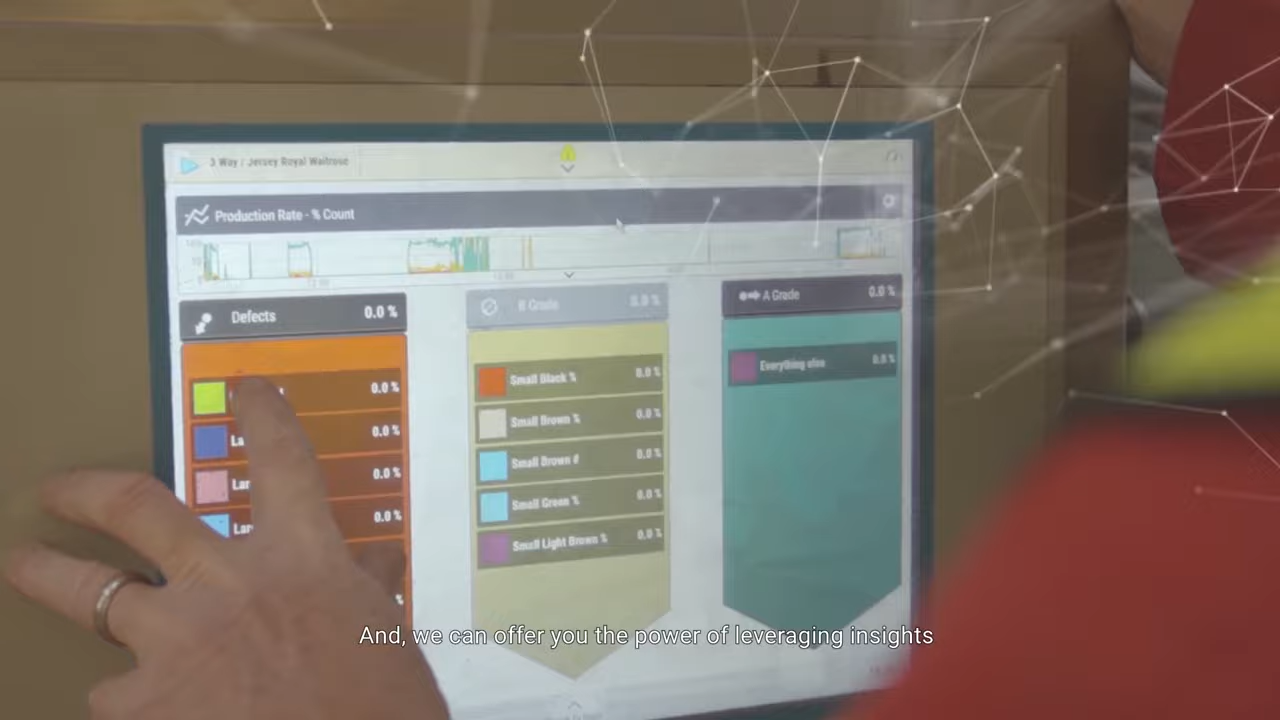 3 Way / Jersey Royal Waitrose
Production Rate - % Count
Defects 0.0 %
0.0 %
La 0.0 %
Lar 0.0 %
Lar 0.0 %
%
B Grade 0.0 %
Small Black % 0.0 %
Small Brown % 0.0 %
Small Brown # 0.0 %
Small Green % 0.0 %
Small Light Brown % 0.0 %
A Grade 0.0 %
Everything else 0.0 %
And, we can offer you the power of leveraging insights